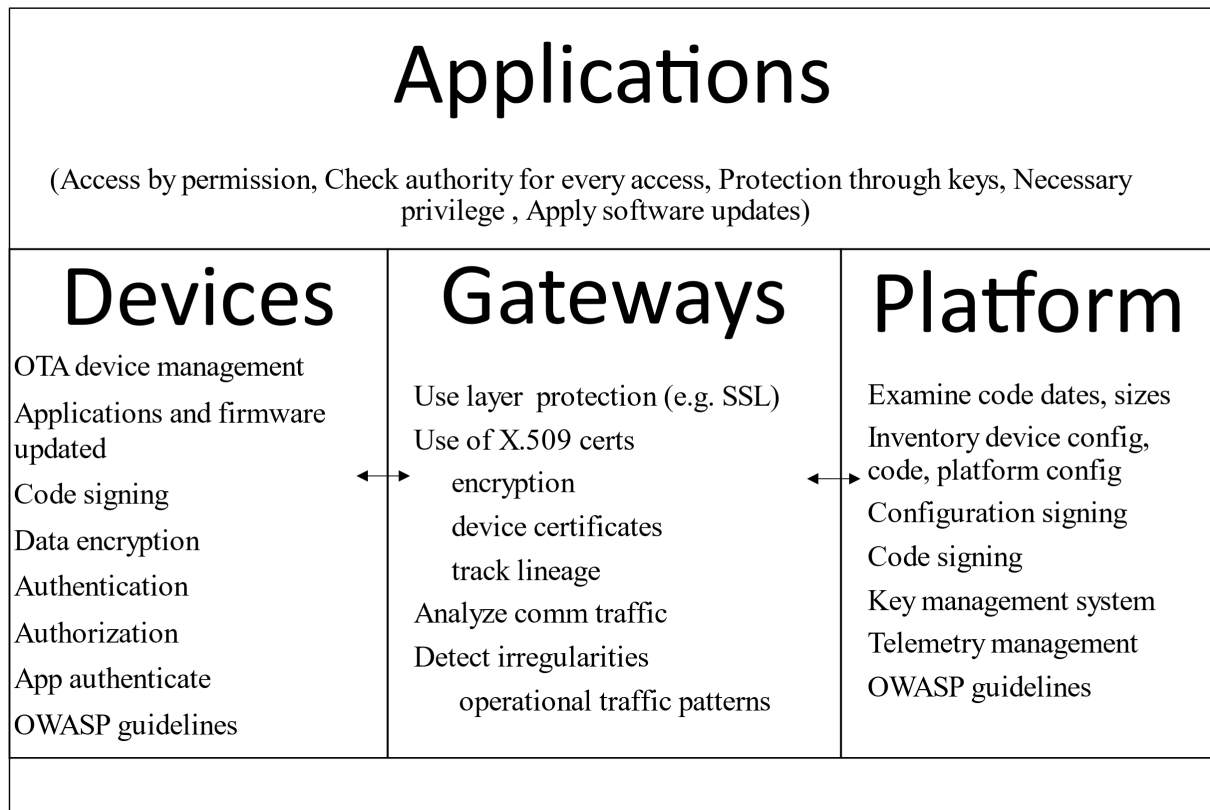 Applications
(Access by permission, Check authority for every access, Protection through keys, Necessary
privilege , Apply software updates)
Devices
OTA device management
Applications and firmware
updated
Code signing
Data encryption
Authentication
Authorization
App authenticate
OWASP guidelines
Gateways
Use layer protection (e.g. SSL)
Use of X.509 certs
encryption
device certificates
track lineage
Analyze comm traffic
Detect irregularities
operational traffic patterns
Platform
Examine code dates, sizes
Inventory device config,
code, platform config
Configuration signing
Code signing
Key management system
Telemetry management
OWASP guidelines